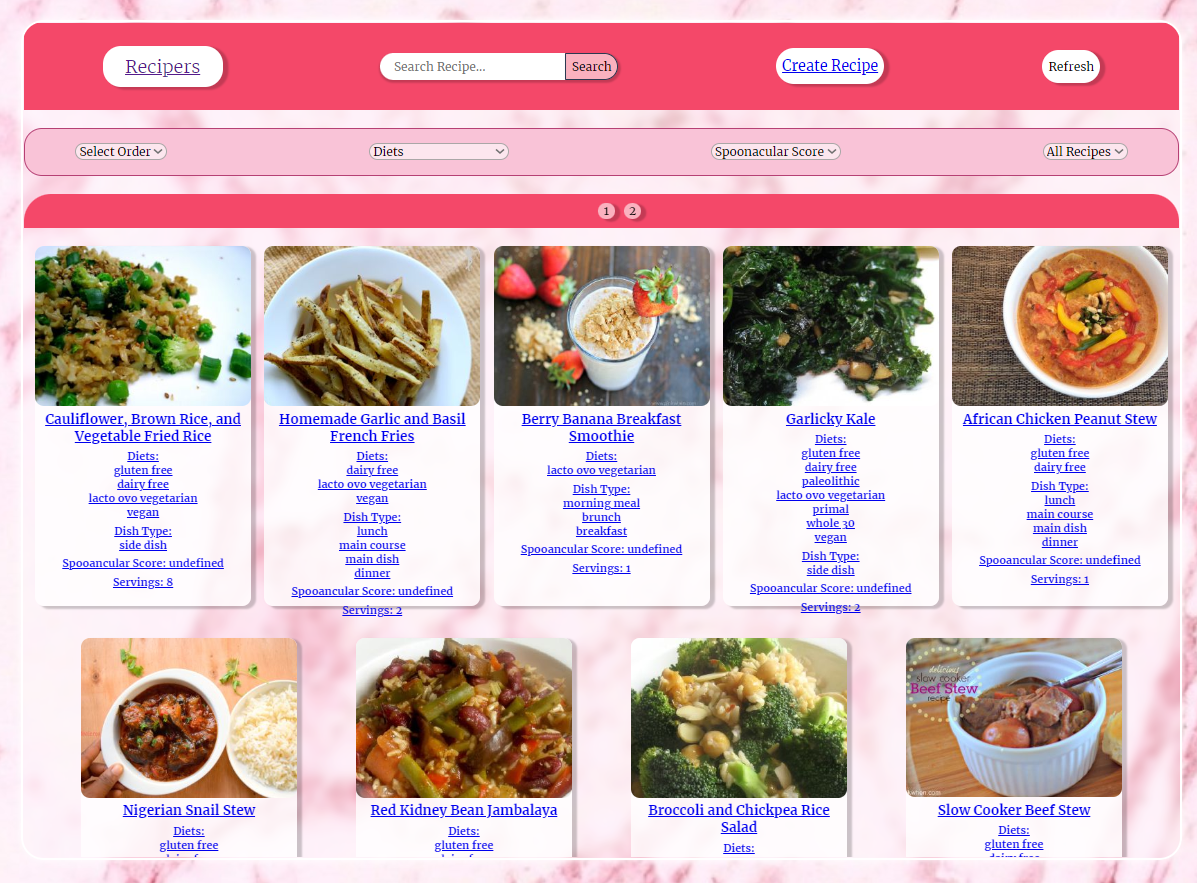 Recipers
Search Recipe...
Search
Create Recipe
Refresh
Select Order
Diets
Spoonacular Score
All Recipes
1 2
Cauliflower, Brown Rice, and
Vegetable Fried Rice
Diets:
gluten free
dairy free
lacto ovo vegetarian
vegan
Dish Type:
side dish
Spooancular Score: undefined
Servings: 8
Homemade Garlic and Basil
French Fries
Diets:
dairy free
lacto ovo vegetarian
vegan
Dish Type:
lunch
main course
main dish
dinner
Spooancular Score: undefined
Servings: 2
Berry Banana Breakfast
Smoothie
Diets:
lacto ovo vegetarian
Dish Type:
morning meal
brunch
breakfast
Spooancular Score: undefined
Servings: 1
Garlicky Kale
Diets:
gluten free
dairy free
paleolithic
lacto ovo vegetarian
primal
whole 30
vegan
Dish Type:
side dish
Spooancular Score: undefined
Servings: 2
African Chicken Peanut Stew
Diets:
gluten free
dairy free
Dish Type:
lunch
main course
main dish
dinner
Spooancular Score: undefined
Servings: 1
Nigerian Snail Stew
Diets:
gluten free
Red Kidney Bean Jambalaya
Diets:
gluten free
Broccoli and Chickpea Rice
Salad
Diets:
delicious
slow cooker
Beef Stew
recipe
Slow Cooker Beef Stew
Diets:
gluten free
dairy free